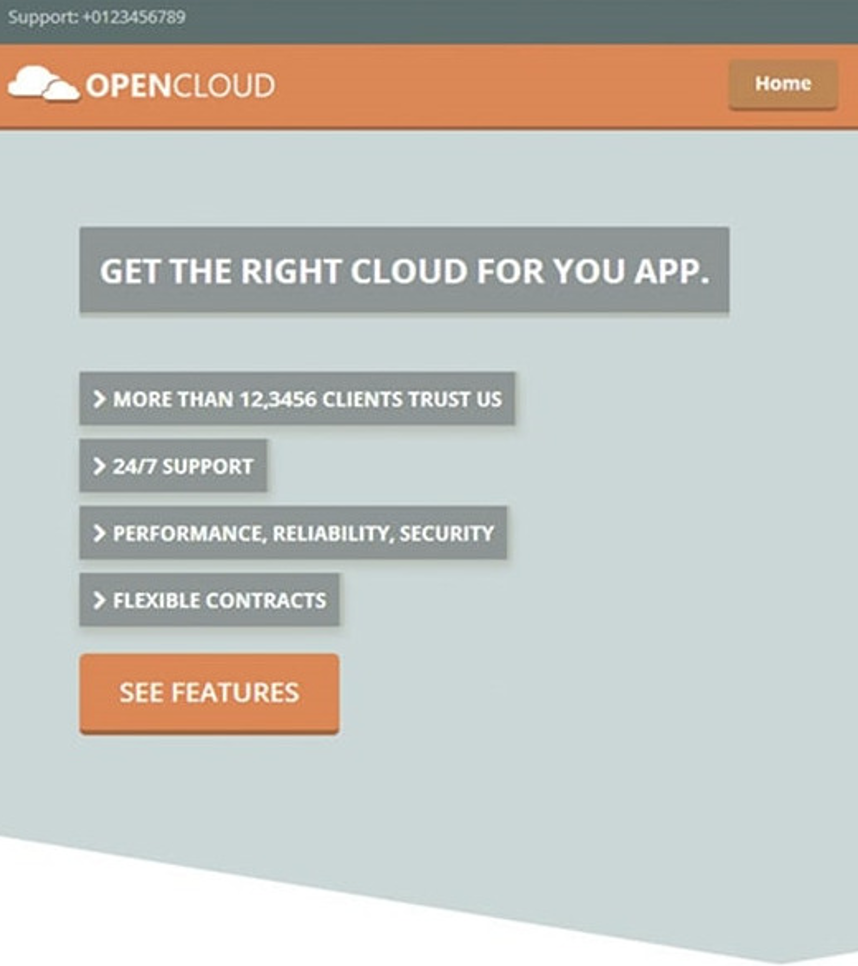 Support: +0123456789
OPENCLOUD
Home
GET THE RIGHT CLOUD FOR YOU APP.
MORE THAN 12,3456 CLIENTS TRUST US
24/7 SUPPORT
PERFORMANCE, RELIABILITY, SECURITY
FLEXIBLE CONTRACTS
SEE FEATURES